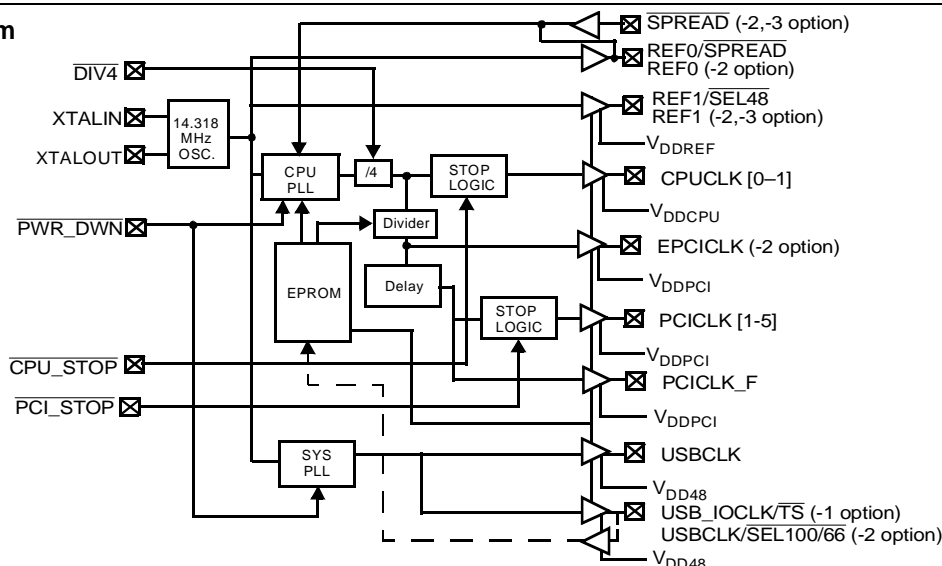 m
SPREAD (-2,-3 option)
REF0/SPREAD
REF0 (-2 option)
DIV4
XTALIN
XTALOUT
14.318
MHz
OSC.
REF1/SEL48
REF1 (-2,-3 option)
VDDREF
CPU
PLL
/4
STOP
LOGIC
CPUCLK [0–1]
VDDCPU
PWR_DWN
Divider
EPCICLK (-2 option)
VDDPCI
EPROM
Delay
STOP
LOGIC
PCICLK [1-5]
VDDPCI
CPU_STOP
PCICLK_F
VDDPCI
PCI_STOP
SYS
PLL
USBCLK
VDD48
USB_IOCLK/TS (-1 option)
USBCLK/SEL100/66 (-2 option)
VDD48